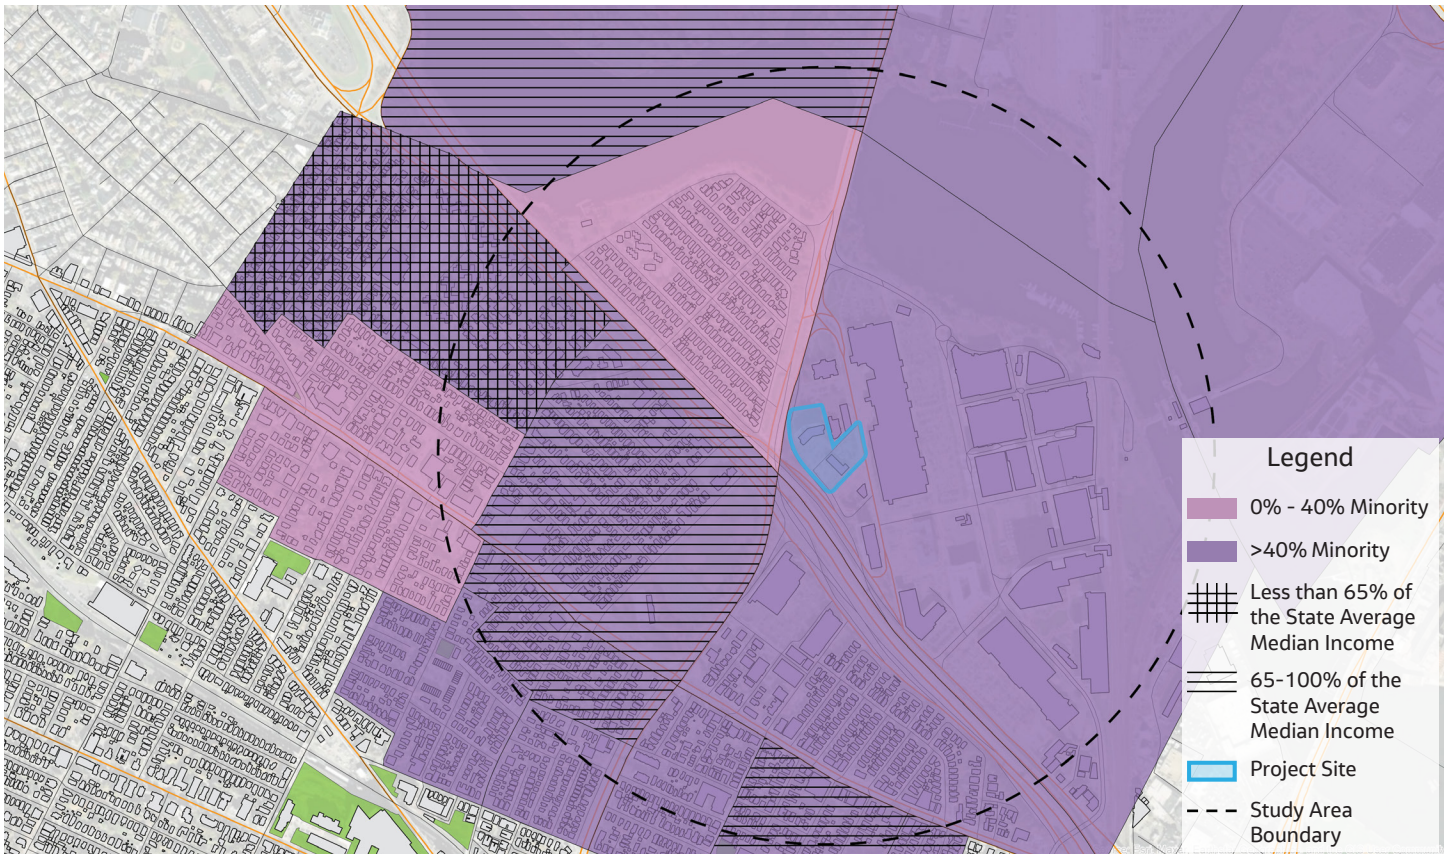 Legend
0% - 40% Minority
>40% Minority
Less than 65% of
the State Average
Median Income
65-100% of the
State Average
Median Income
Project Site
Study Area
Boundary